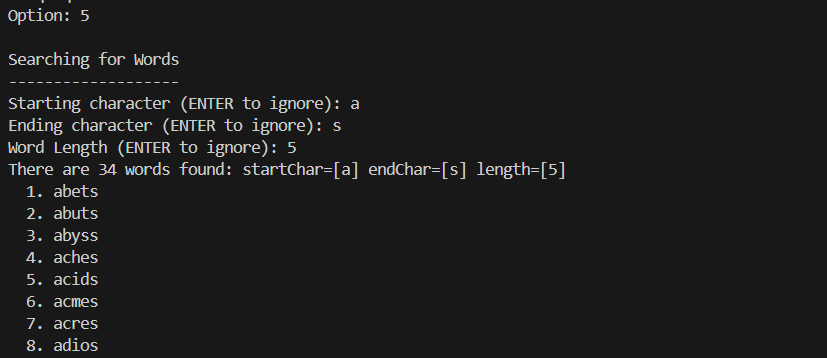 Option: 5
Searching for Words
-------------------
Starting character (ENTER to ignore): a
Ending character (ENTER to ignore): s
Word Length (ENTER to ignore): 5
There are 34 words found: startChar=[a] endChar=[s] length=[5]
1. abets
2. abuts
3. abyss
4. aches
5. acids
6. acmes
7. acres
8. adios